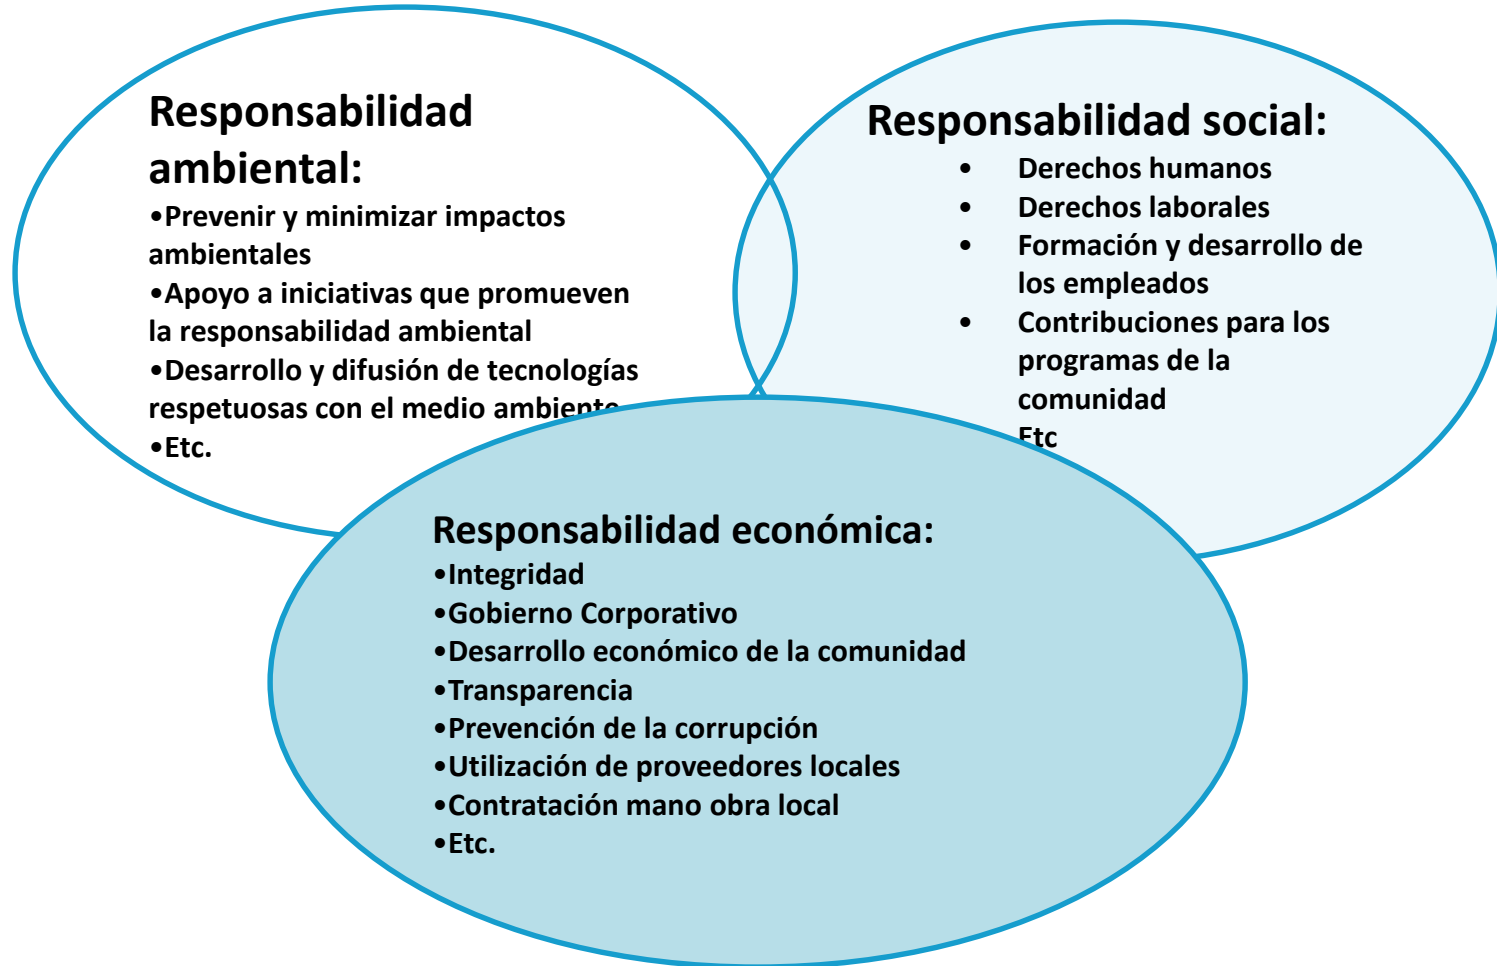 Responsabilidad
ambiental:
•Prevenir y minimizar impactos
ambientales
•Apoyo a iniciativas que promueven
la responsabilidad ambiental
•Desarrollo y difusión de tecnologías
respetuosas con el medio ambiente
•Etc.
Responsabilidad social:
• Derechos humanos
• Derechos laborales
• Formación y desarrollo de
los empleados
• Contribuciones para los
programas de la
comunidad
Etc
Responsabilidad económica:
•Integridad
•Gobierno Corporativo
•Desarrollo económico de la comunidad
•Transparencia
•Prevención de la corrupción
•Utilización de proveedores locales
•Contratación mano obra local
•Etc.